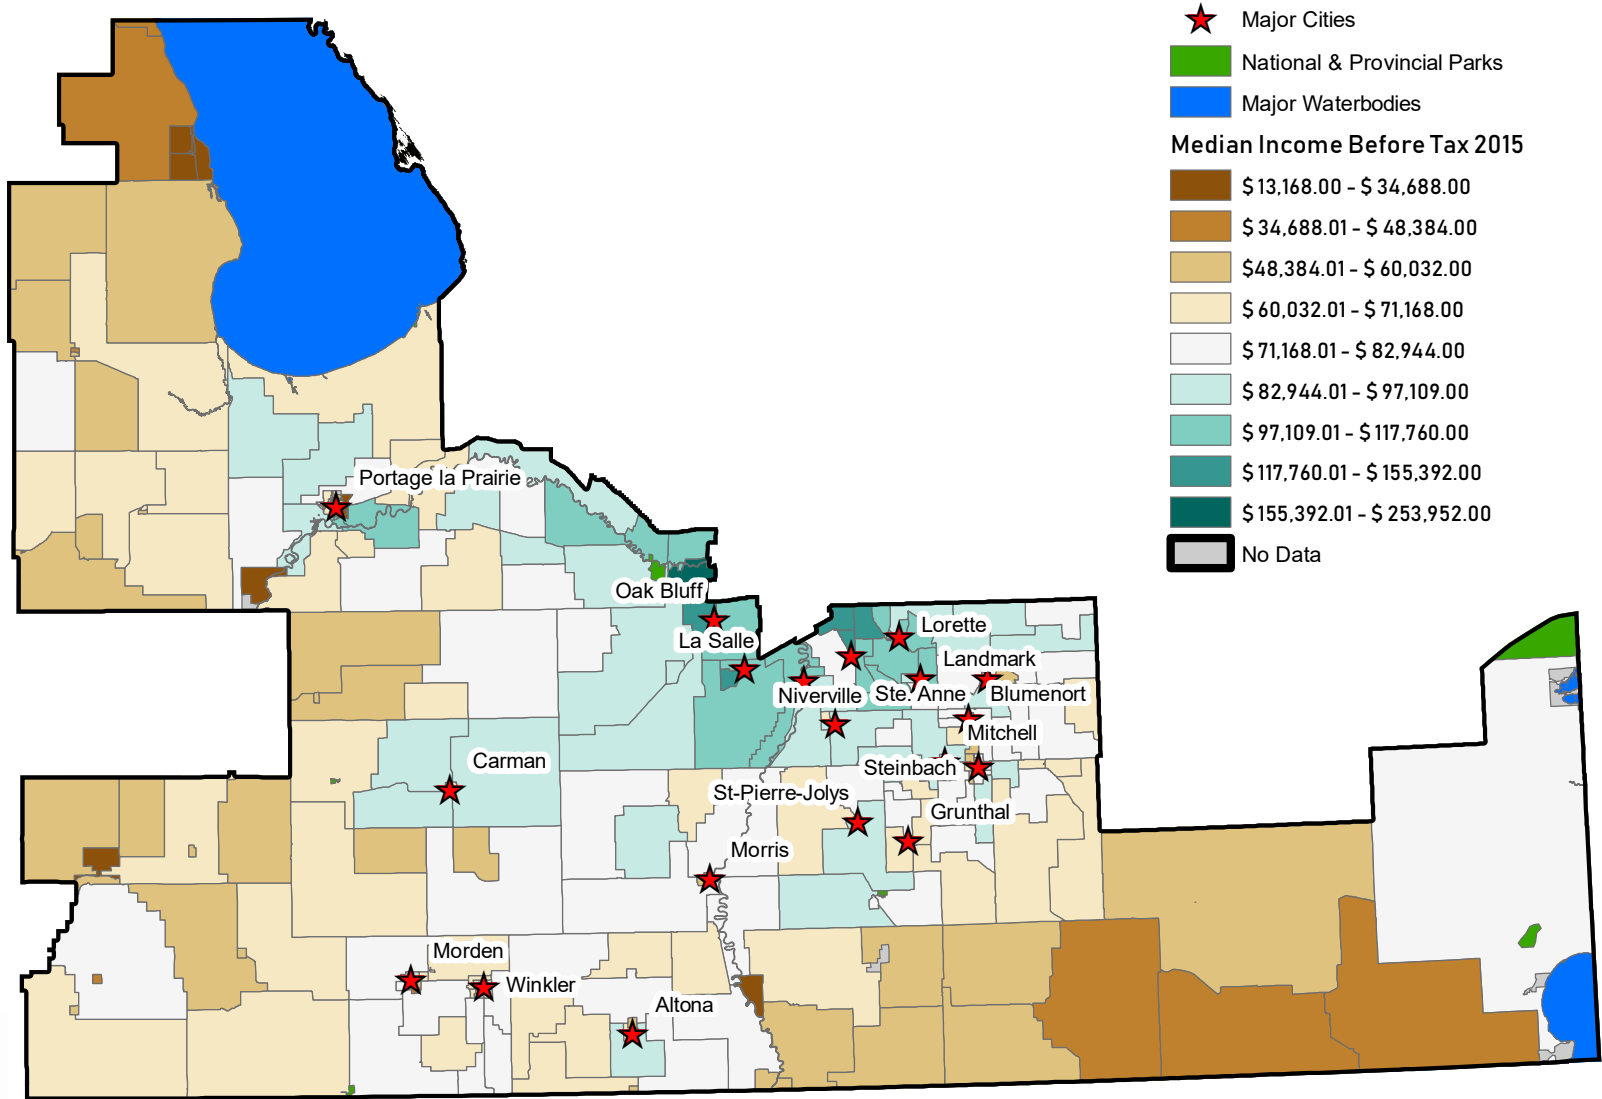 Major Cities
National & Provincial Parks
Major Waterbodies
Median Income Before Tax 2015
$ 13,168.00 - $ 34,688.00
$ 34,688.01 - $ 48,384.00
$48,384.01 - $ 60,032.00
$ 60,032.01 - $ 71,168.00
$ 71,168.01 - $ 82,944.00
$ 82,944.01 - $ 97,109.00
$ 97,109.01 - $ 117,760.00
$ 117,760.01 - $ 155,392.00
$ 155,392.01 - $ 253,952.00
No Data
Portage la Prairie
Oak Bluff
La Salle
Lorette
Landmark
Niverville
Ste. Anne
Blumenort
Mitchell
Carman
Steinbach
St-Pierre-Jolys
Grunthal
Morris
Morden
Winkler
Altona